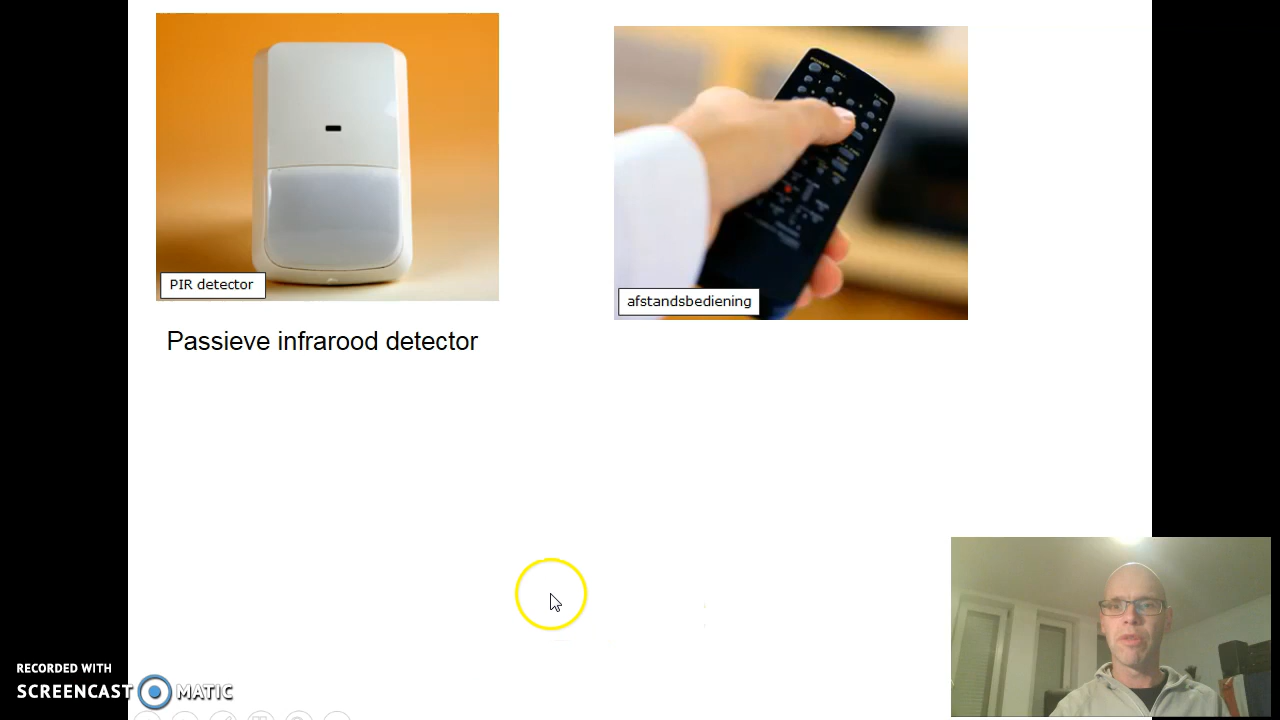 PIR detector
afstandsbediening
Passieve infrarood detector
RECORDED WITH
SCREENCAST MATIC